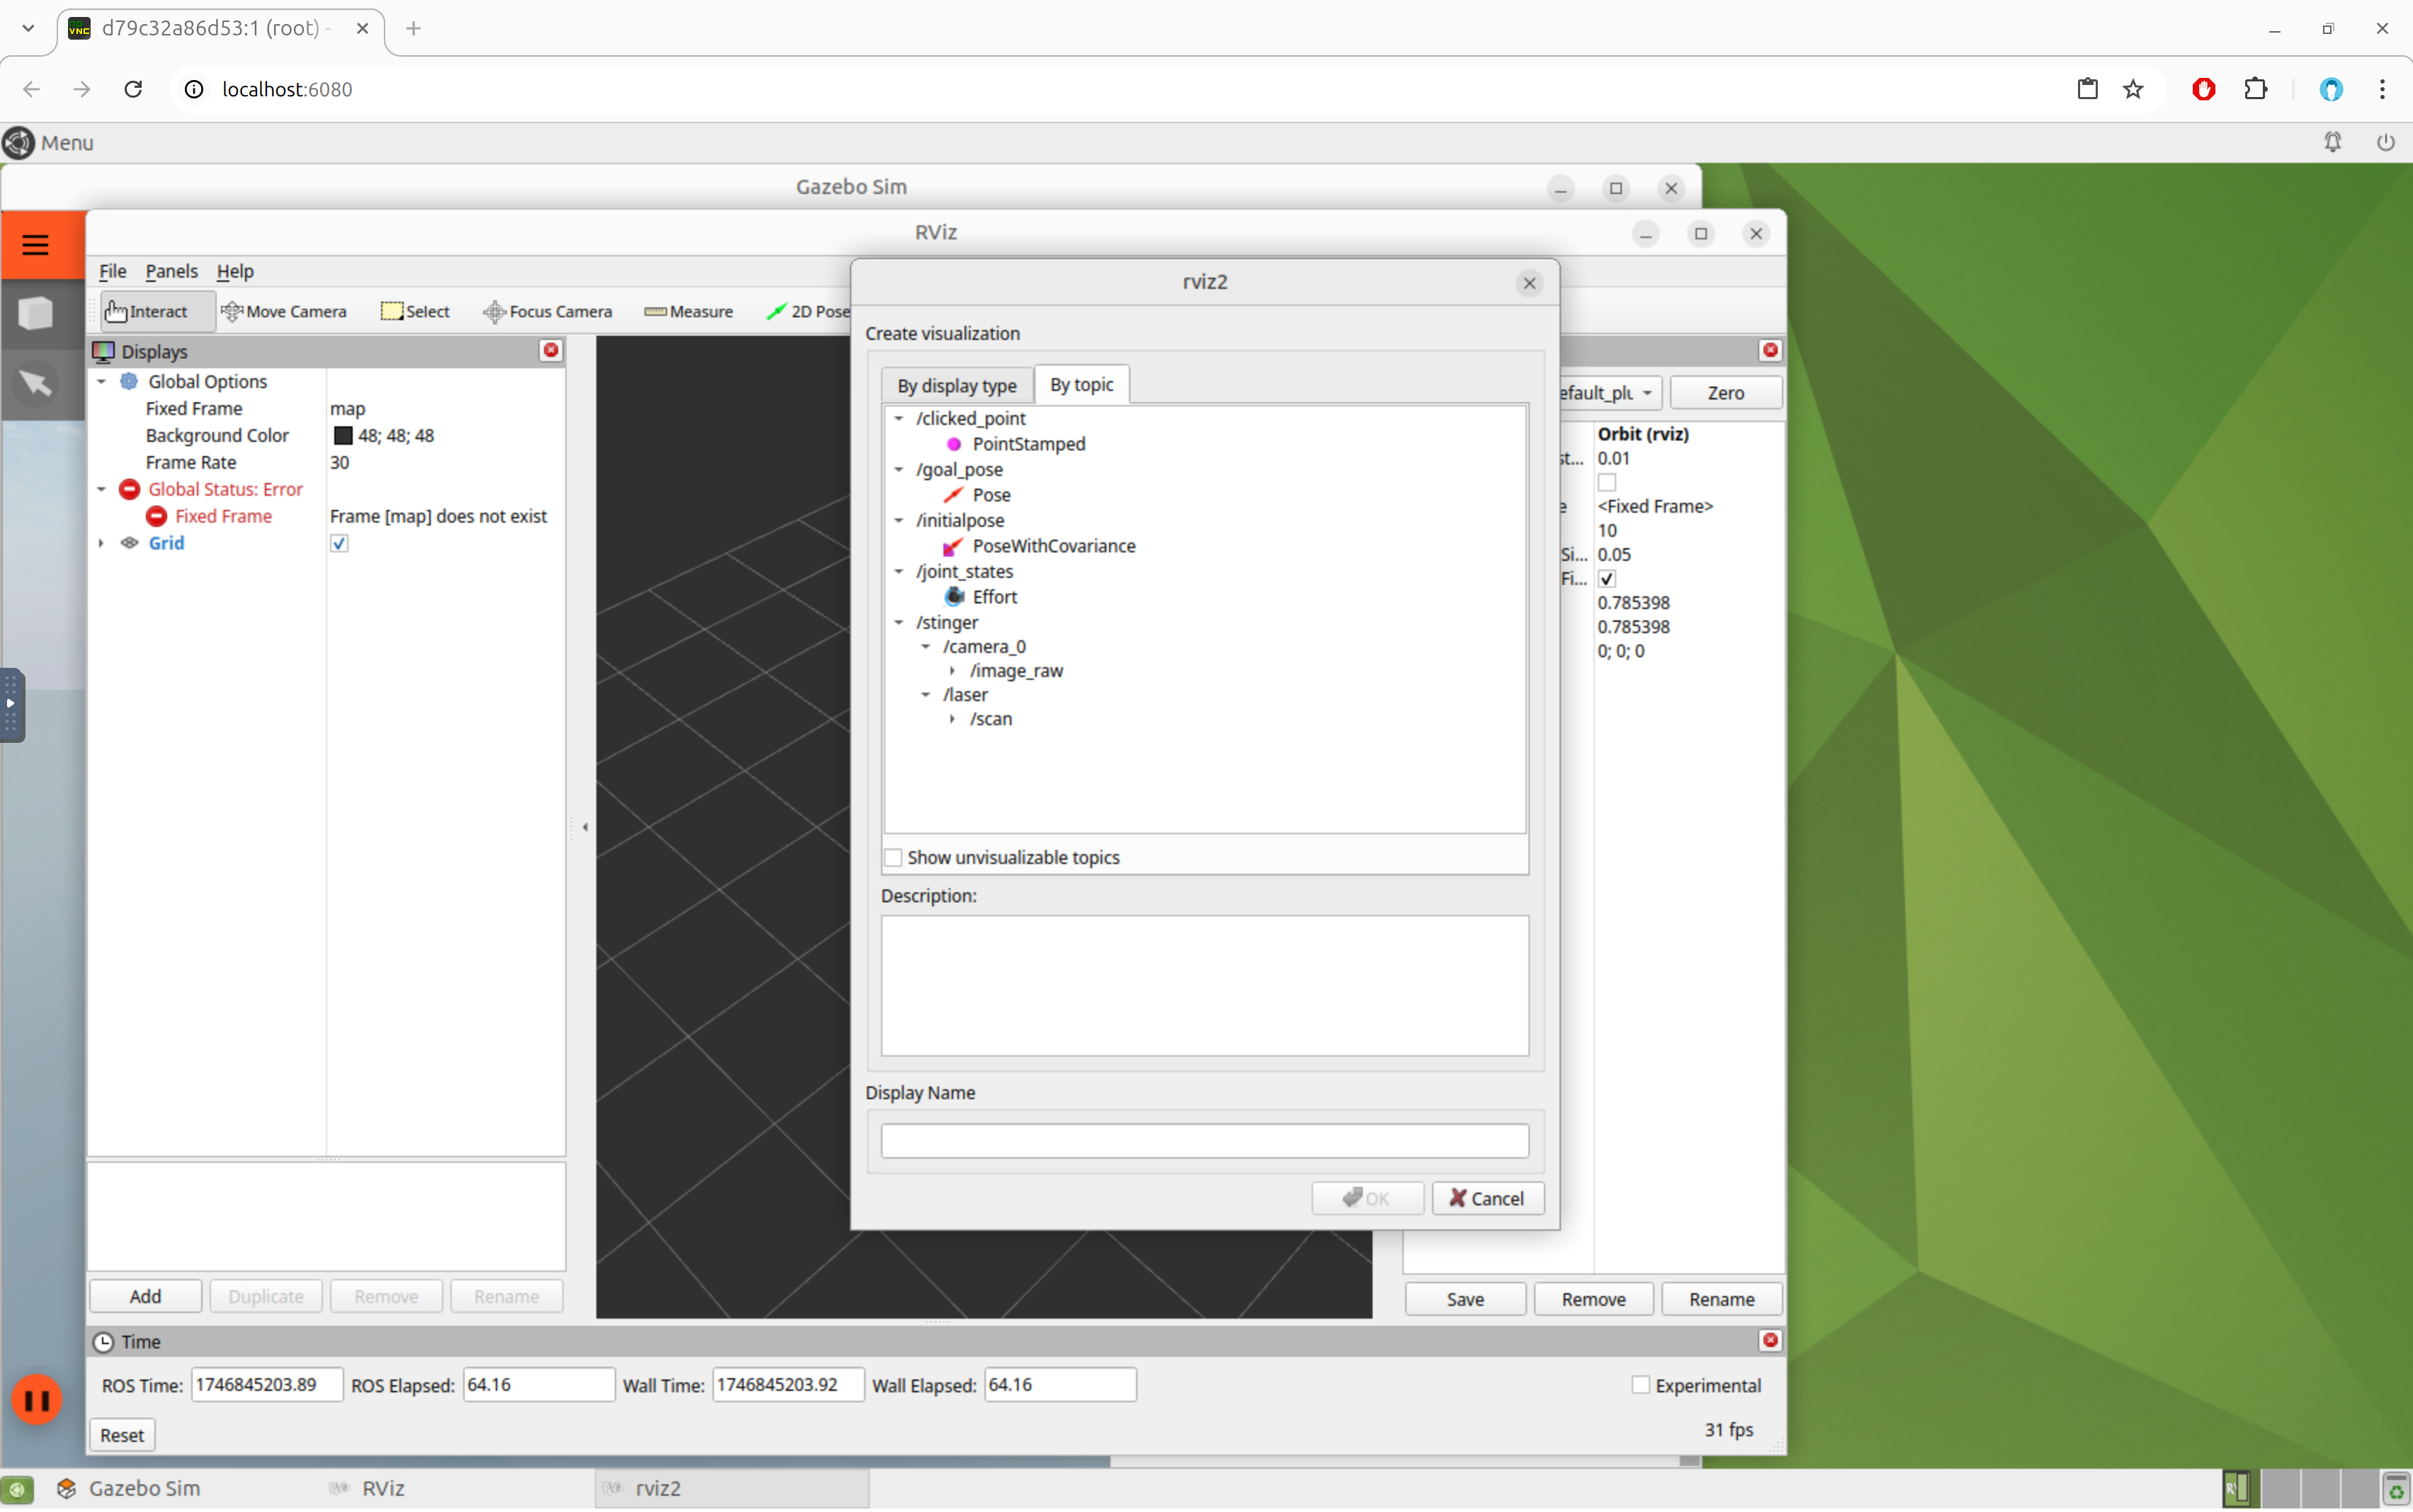 d79c32a86d53:1 (root) -
localhost:6080
Menu
Gazebo Sim
RViz
File Panels Help
rviz2
Interact Move Camera Select Focus Camera Measure 2D Pose
Create visualization
Displays
By display type By topic
Global Options
Fixed Frame map
Background Color 48; 48; 48
Frame Rate 30
Global Status: Error
Fixed Frame Frame [map] does not exist
Grid
/clicked_point
PointStamped
/goal_pose
Pose
/initialpose
PoseWithCovariance
/joint_states
Effort
/stinger
/camera_0
/image_raw
/laser
/scan
Show unvisualizable topics
Description:
Display Name
OK Cancel
efault_plu Zero
Orbit (rviz)
st... 0.01
e <Fixed Frame>
10
Si... 0.05
Fi...
0.785398
0.785398
0; 0; 0
Add Duplicate Remove Rename
Save Remove Rename
Time
ROS Time: 1746845203.89 ROS Elapsed: 64.16 Wall Time: 1746845203.92 Wall Elapsed: 64.16 Experimental
Reset 31 fps
Gazebo Sim RViz rviz2